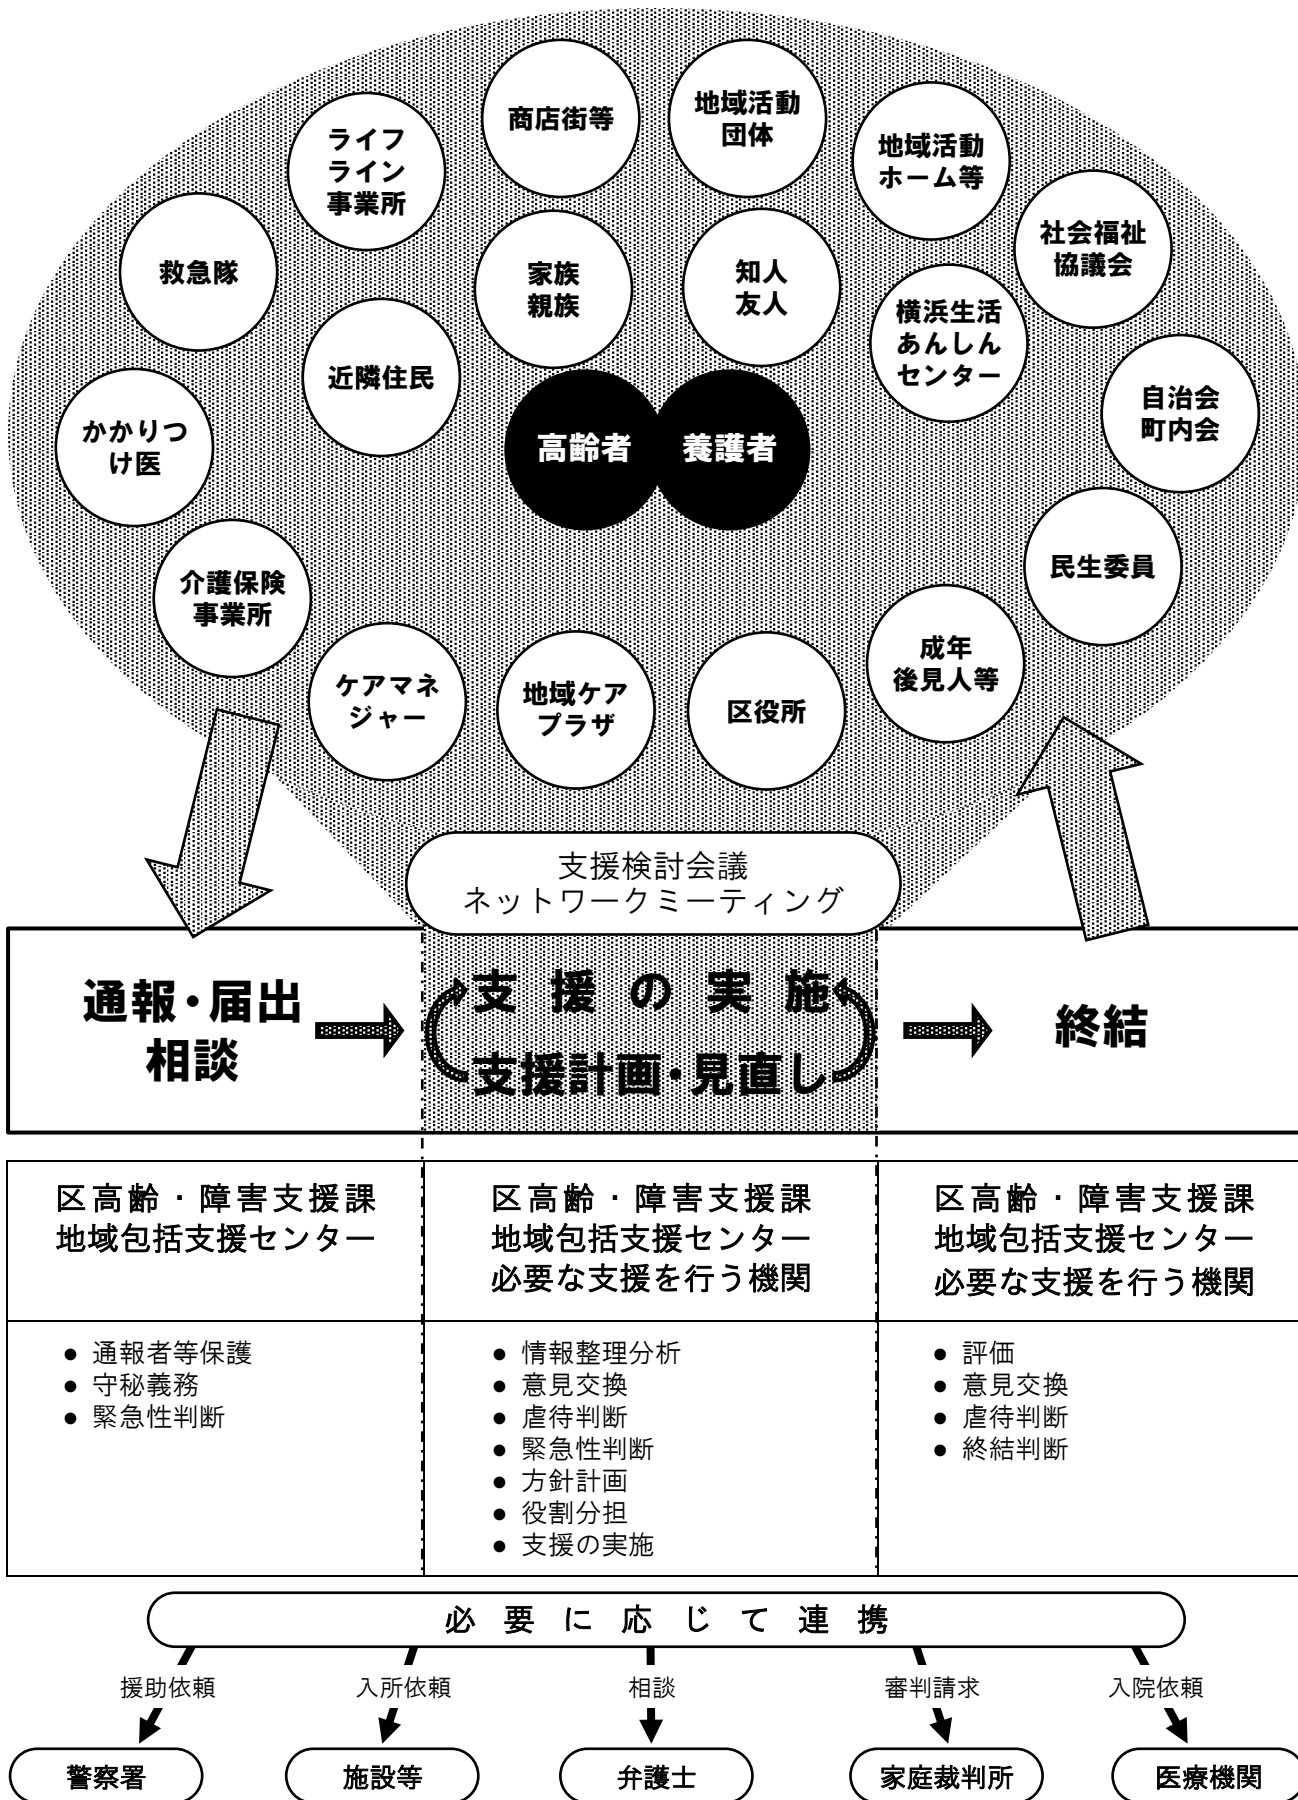 商店街等
地域活動
団体
ライフ
ライン
事業所
地域活動
ホーム等
救急隊
家族
親族
知人
友人
社会福祉
協議会
近隣住民
横浜生活
あんしん
センター
かかりつ
け医
高齢者
養護者
自治会
町内会
介護保険
事業所
民生委員
ケアマネ
ジャー
地域ケア
プラザ
区役所
成年
後見人等
支援検討会議
ネットワークミーティング
通報・届出
相談
支援の実施
支援計画・見直し
終結
区高齢・障害支援課
地域包括支援センター
区高齢・障害支援課
地域包括支援センター
必要な支援を行う機関
区高齢・障害支援課
地域包括支援センター
必要な支援を行う機関
● 通報者等保護
● 守秘義務
● 緊急性判断
● 情報整理分析
● 意見交換
● 虐待判断
● 緊急性判断
● 方針計画
● 役割分担
● 支援の実施
● 評価
● 意見交換
● 虐待判断
● 終結判断
必要に応じて連携
援助依頼
入所依頼
相談
審判請求
入院依頼
警察署
施設等
弁護士
家庭裁判所
医療機関